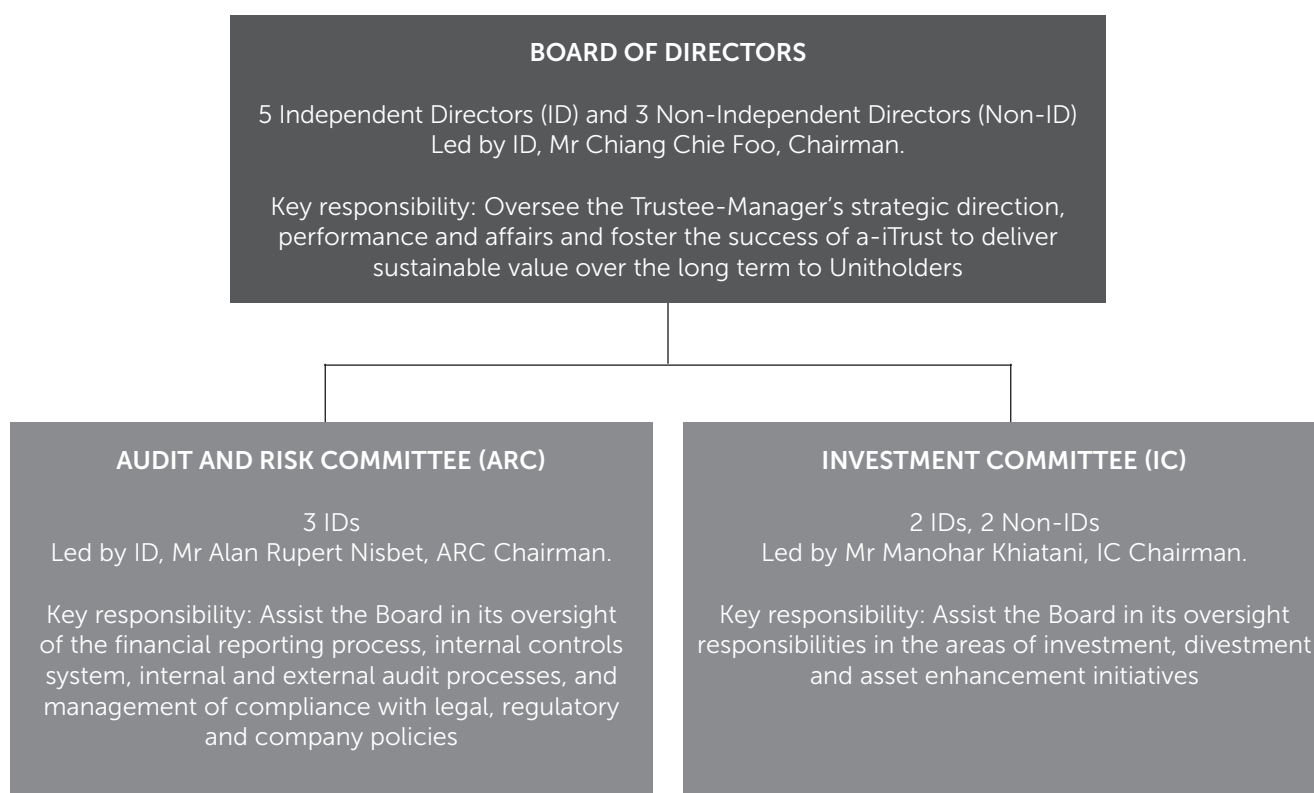 BOARD OF DIRECTORS
5 Independent Directors (ID) and 3 Non-Independent Directors (Non-ID)
Led by ID, Mr Chiang Chie Foo, Chairman.
Key responsibility: Oversee the Trustee-Manager’s strategic direction,
performance and affairs and foster the success of a-iTrust to deliver
sustainable value over the long term to Unitholders
AUDIT AND RISK COMMITTEE (ARC)
3 IDs
Led by ID, Mr Alan Rupert Nisbet, ARC Chairman.
Key responsibility: Assist the Board in its oversight
of the financial reporting process, internal controls
system, internal and external audit processes, and
management of compliance with legal, regulatory
and company policies
INVESTMENT COMMITTEE (IC)
2 IDs, 2 Non-IDs
Led by Mr Manohar Khiatani, IC Chairman.
Key responsibility: Assist the Board in its oversight
responsibilities in the areas of investment, divestment
and asset enhancement initiatives